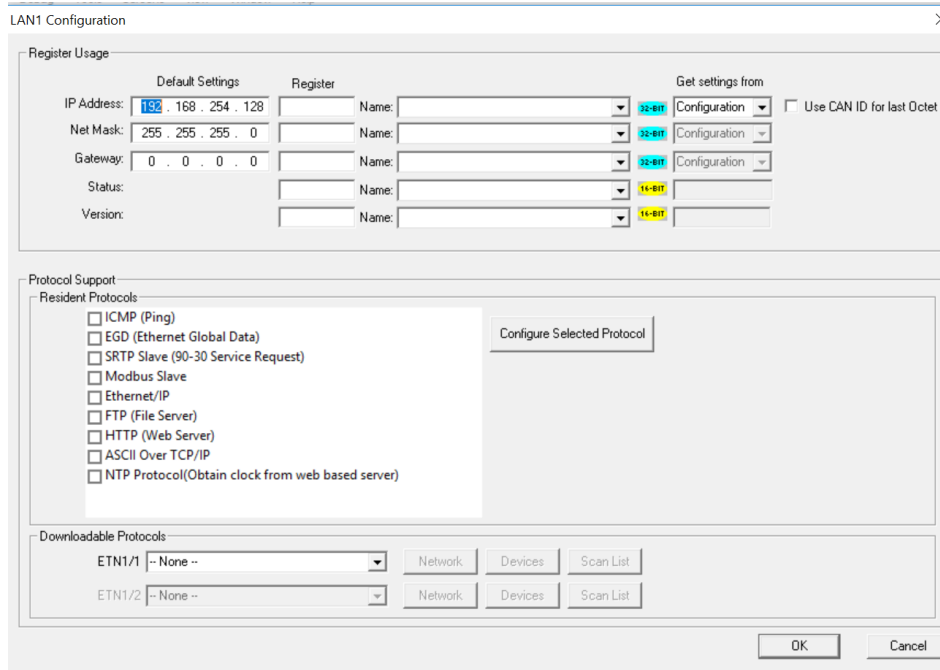 LAN1 Configuration
Register Usage
Default Settings Register Get settings from
IP Address: 192 . 168 . 254 . 128 Name: 32-BIT Configuration Use CAN ID for last Octet
Net Mask: 255 . 255 . 255 . 0 Name: 32-BIT Configuration
Gateway: 0 . 0 . 0 . 0 Name: 32-BIT Configuration
Status: Name: 16-BIT
Version: Name: 16-BIT
Protocol Support
Resident Protocols
ICMP (Ping)
EGD (Ethernet Global Data)
SRTP Slave (90-30 Service Request)
Modbus Slave
Ethernet/IP
FTP (File Server)
HTTP (Web Server)
ASCII Over TCP/IP
NTP Protocol(Obtain clock from web based server)
Configure Selected Protocol
Downloadable Protocols
ETN1/1 -- None -- Network Devices Scan List
ETN1/2 -- None -- Network Devices Scan List
OK Cancel